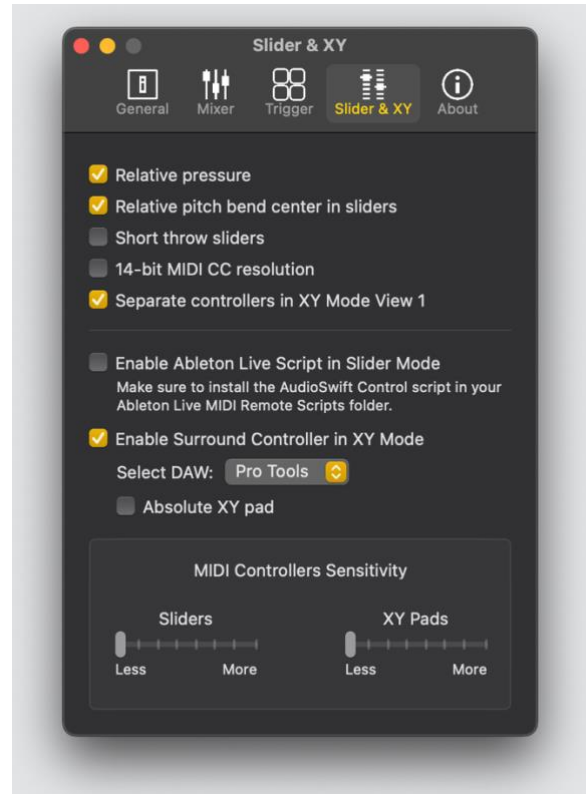 Slider & XY
General Mixer Trigger Slider & XY About
Relative pressure
Relative pitch bend center in sliders
Short throw sliders
14-bit MIDI CC resolution
Separate controllers in XY Mode View 1
Enable Ableton Live Script in Slider Mode
Make sure to install the AudioSwift Control script in your
Ableton Live MIDI Remote Scripts folder.
Enable Surround Controller in XY Mode
Select DAW: Pro Tools
Absolute XY pad
MIDI Controllers Sensitivity
Sliders XY Pads
Less More Less More